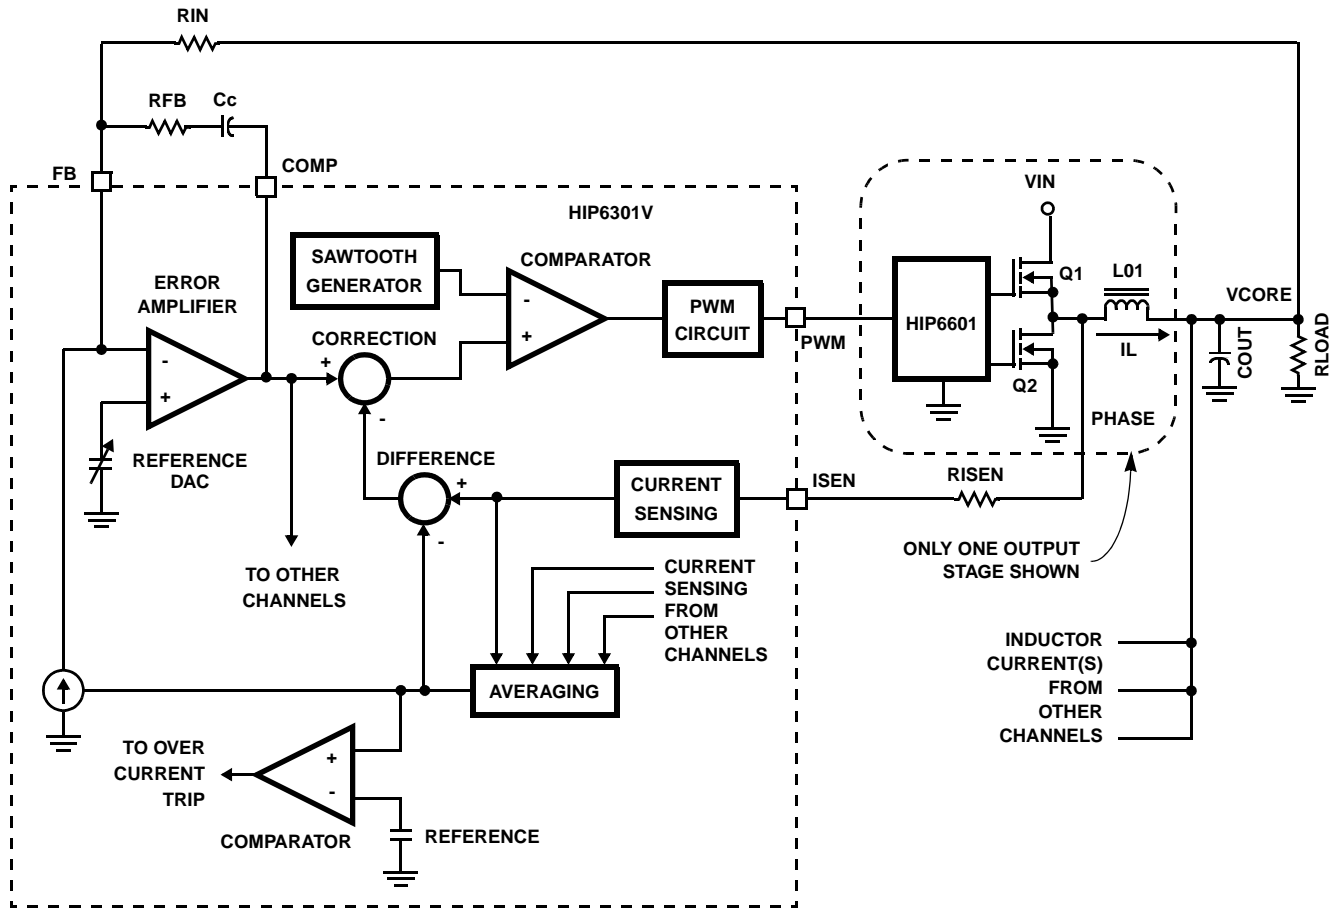 RIN
RFB
Cc
FB
COMP
HIP6301V
VIN
SAWTOOTH
GENERATOR
COMPARATOR
ERROR
AMPLIFIER
-
+
-
+
PWM
CIRCUIT
PWM
HIP6601
Q1
Q2
L01
IL
VCORE
COUT
RLOAD
PHASE
CORRECTION
+
-
REFERENCE
DAC
DIFFERENCE
+
-
CURRENT
SENSING
ISEN
RISEN
ONLY ONE OUTPUT
STAGE SHOWN
TO OTHER
CHANNELS
CURRENT
SENSING
FROM
OTHER
CHANNELS
INDUCTOR
CURRENT(S)
FROM
OTHER
CHANNELS
AVERAGING
TO OVER
CURRENT
TRIP
+
-
COMPARATOR
REFERENCE